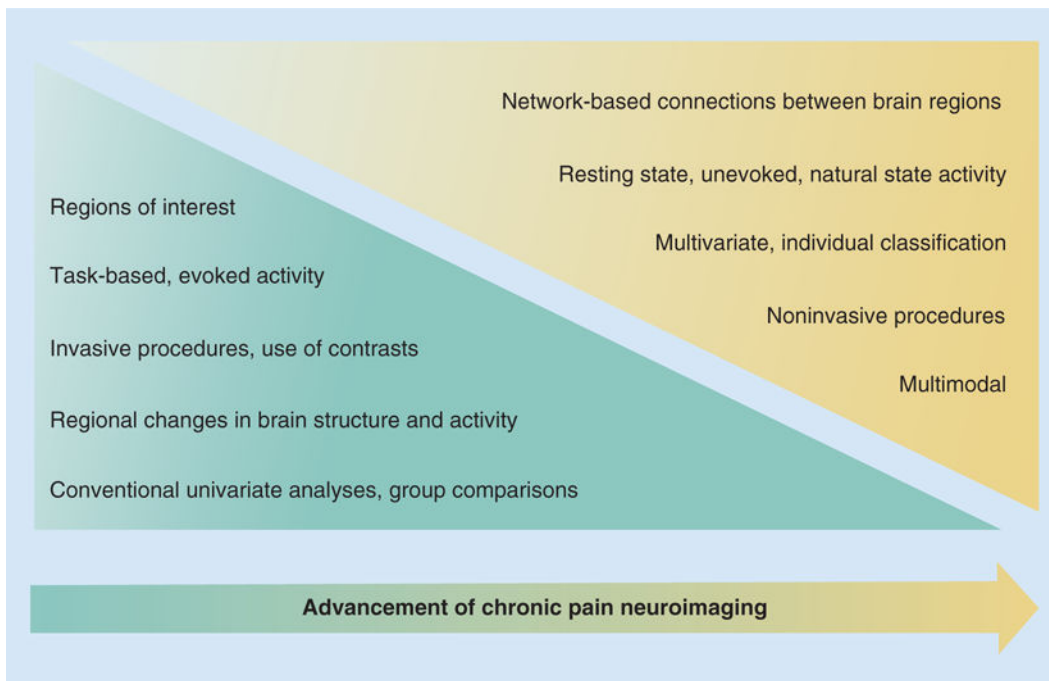 Network-based connections between brain regions
Resting state, unevoked, natural state activity
Regions of interest
Multivariate, individual classification
Task-based, evoked activity
Noninvasive procedures
Invasive procedures, use of contrasts
Multimodal
Regional changes in brain structure and activity
Conventional univariate analyses, group comparisons
Advancement of chronic pain neuroimaging